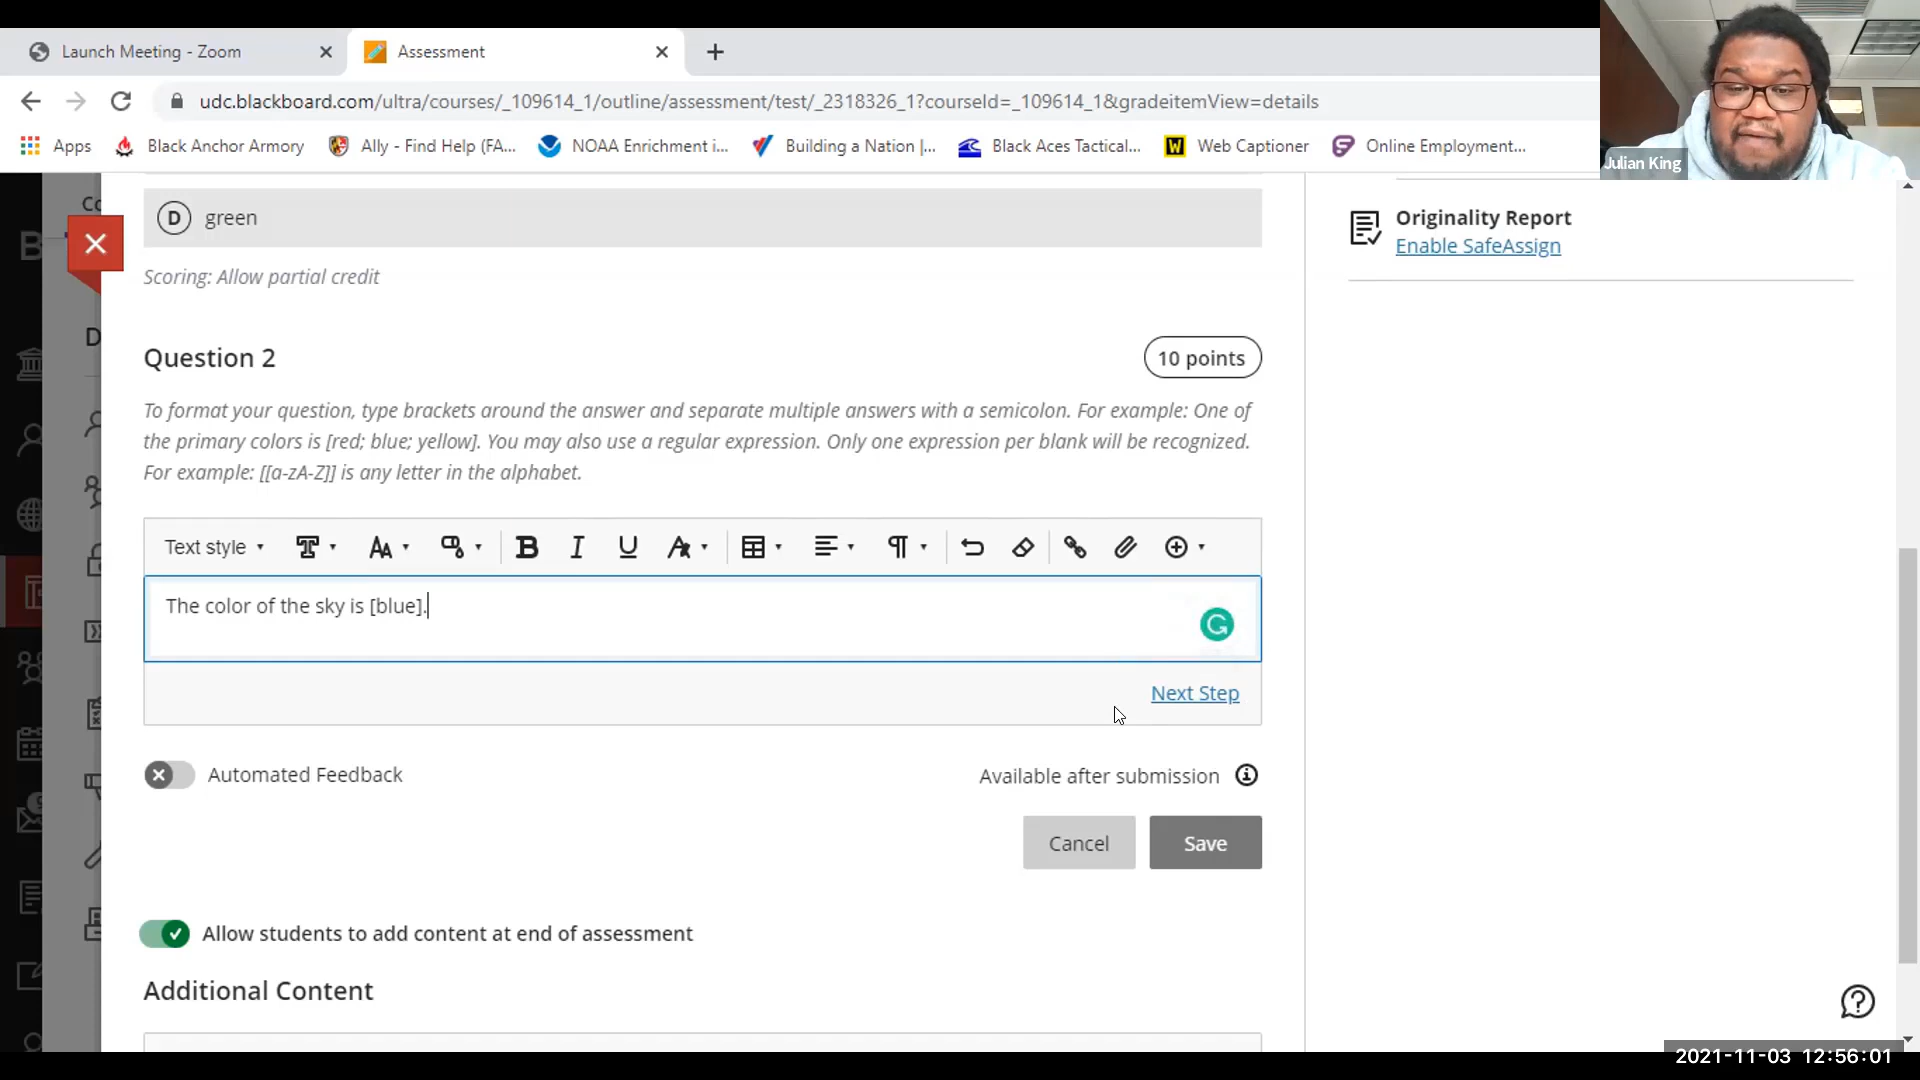 Launch Meeting - Zoom
Assessment
udc.blackboard.com/ultra/courses/_109614_1/outline/assessment/test/_2318326_1?courseId=_109614_1&gradeitemView=details
Apps
Black Anchor Armory
Ally - Find Help (FA...
NOAA Enrichment i...
Building a Nation |...
Black Aces Tactical...
W
Web Captioner
Online Employment...
Julian King
D green
Scoring: Allow partial credit
Originality Report
Enable SafeAssign
Question 2
10 points
To format your question, type brackets around the answer and separate multiple answers with a semicolon. For example: One of
the primary colors is [red; blue; yellow]. You may also use a regular expression. Only one expression per blank will be recognized.
For example: [[a-zA-Z]] is any letter in the alphabet.
Text style
The color of the sky is [blue].
Next Step
Automated Feedback
Available after submission
Cancel
Save
Allow students to add content at end of assessment
Additional Content
2021-11-03 12:56:01